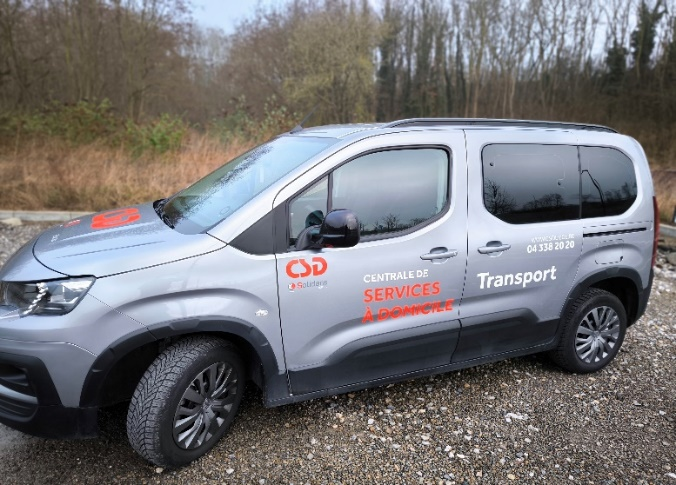 CSD
Solidaris
CENTRALE DE
SERVICES
À DOMICILE
04 338 20 20
Transport